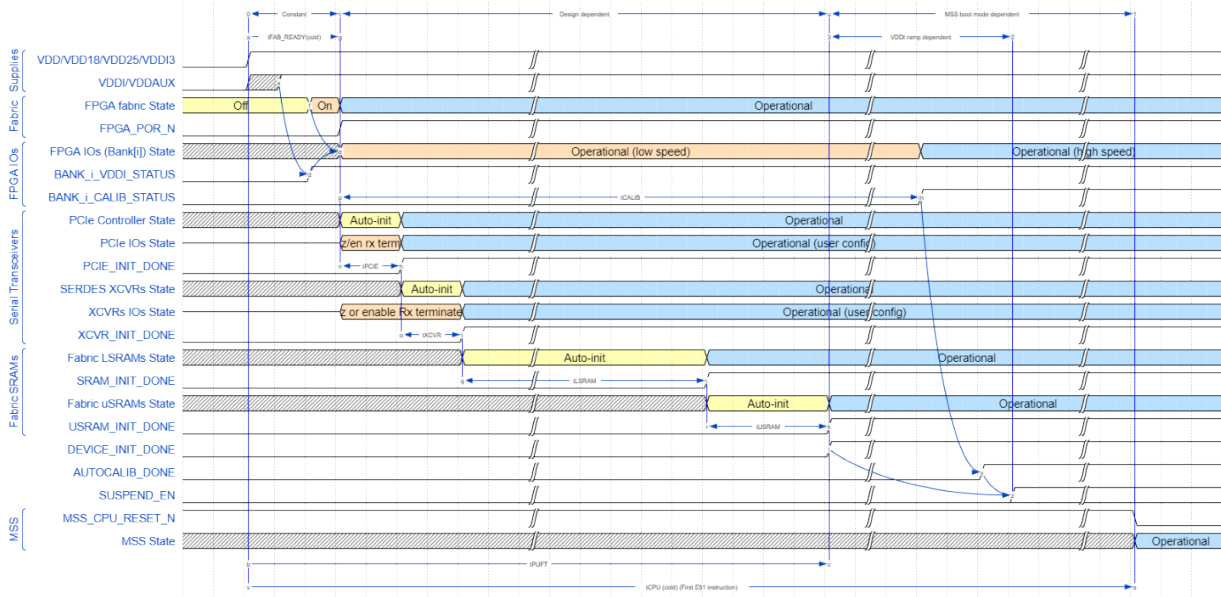 Constant
Design dependent
MSS boot mode dependent
tFAB_READY(cold)
VDDI ramp dependent
Supplies
VDD/VDD18/VDD25/VDDI3
VDDI/VDDAUX
Fabric
FPGA fabric State
Off
On
Operational
FPGA_POR_N
FPGA IOs
FPGA IOs (Bank[i]) State
Operational (low speed)
Operational (high speed)
BANK_i_VDDI_STATUS
BANK_i_CALIB_STATUS
tCALIB
Serial Transceivers
PCIe Controller State
Auto-init
Operational
PCIe IOs State
z/en rx term
Operational (user config)
PCIE_INIT_DONE
tPCIE
SERDES XCVRs State
Auto-init
Operational
XCVRs IOs State
z or enable Rx terminate
Operational (user config)
XCVR_INIT_DONE
tXCVR
Fabric SRAMs
Fabric LSRAMs State
Auto-init
Operational
SRAM_INIT_DONE
tLSRAM
Fabric uSRAMs State
Auto-init
Operational
USRAM_INIT_DONE
tUSRAM
DEVICE_INIT_DONE
AUTOCALIB_DONE
SUSPEND_EN
MSS
MSS_CPU_RESET_N
MSS State
Operational
tPUFT
tCPU (cold) (First E51 instruction)